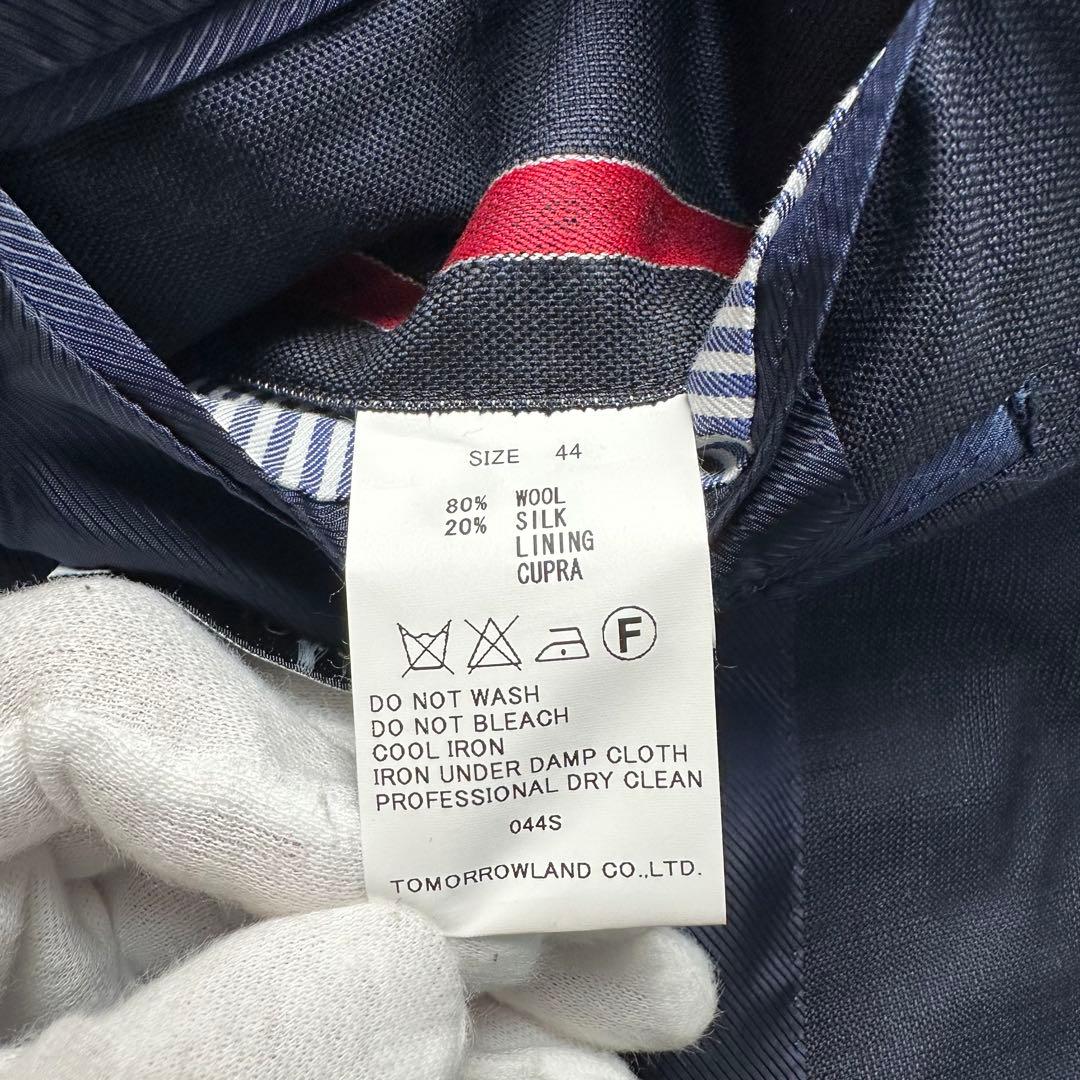 SIZE 44
80% WOOL
20% SILK
LINING
CUPRA
F
DO NOT WASH
DO NOT BLEACH
COOL IRON
IRON UNDER DAMP CLOTH
PROFESSIONAL DRY CLEAN
044S
TOMORROWLAND CO.,LTD.